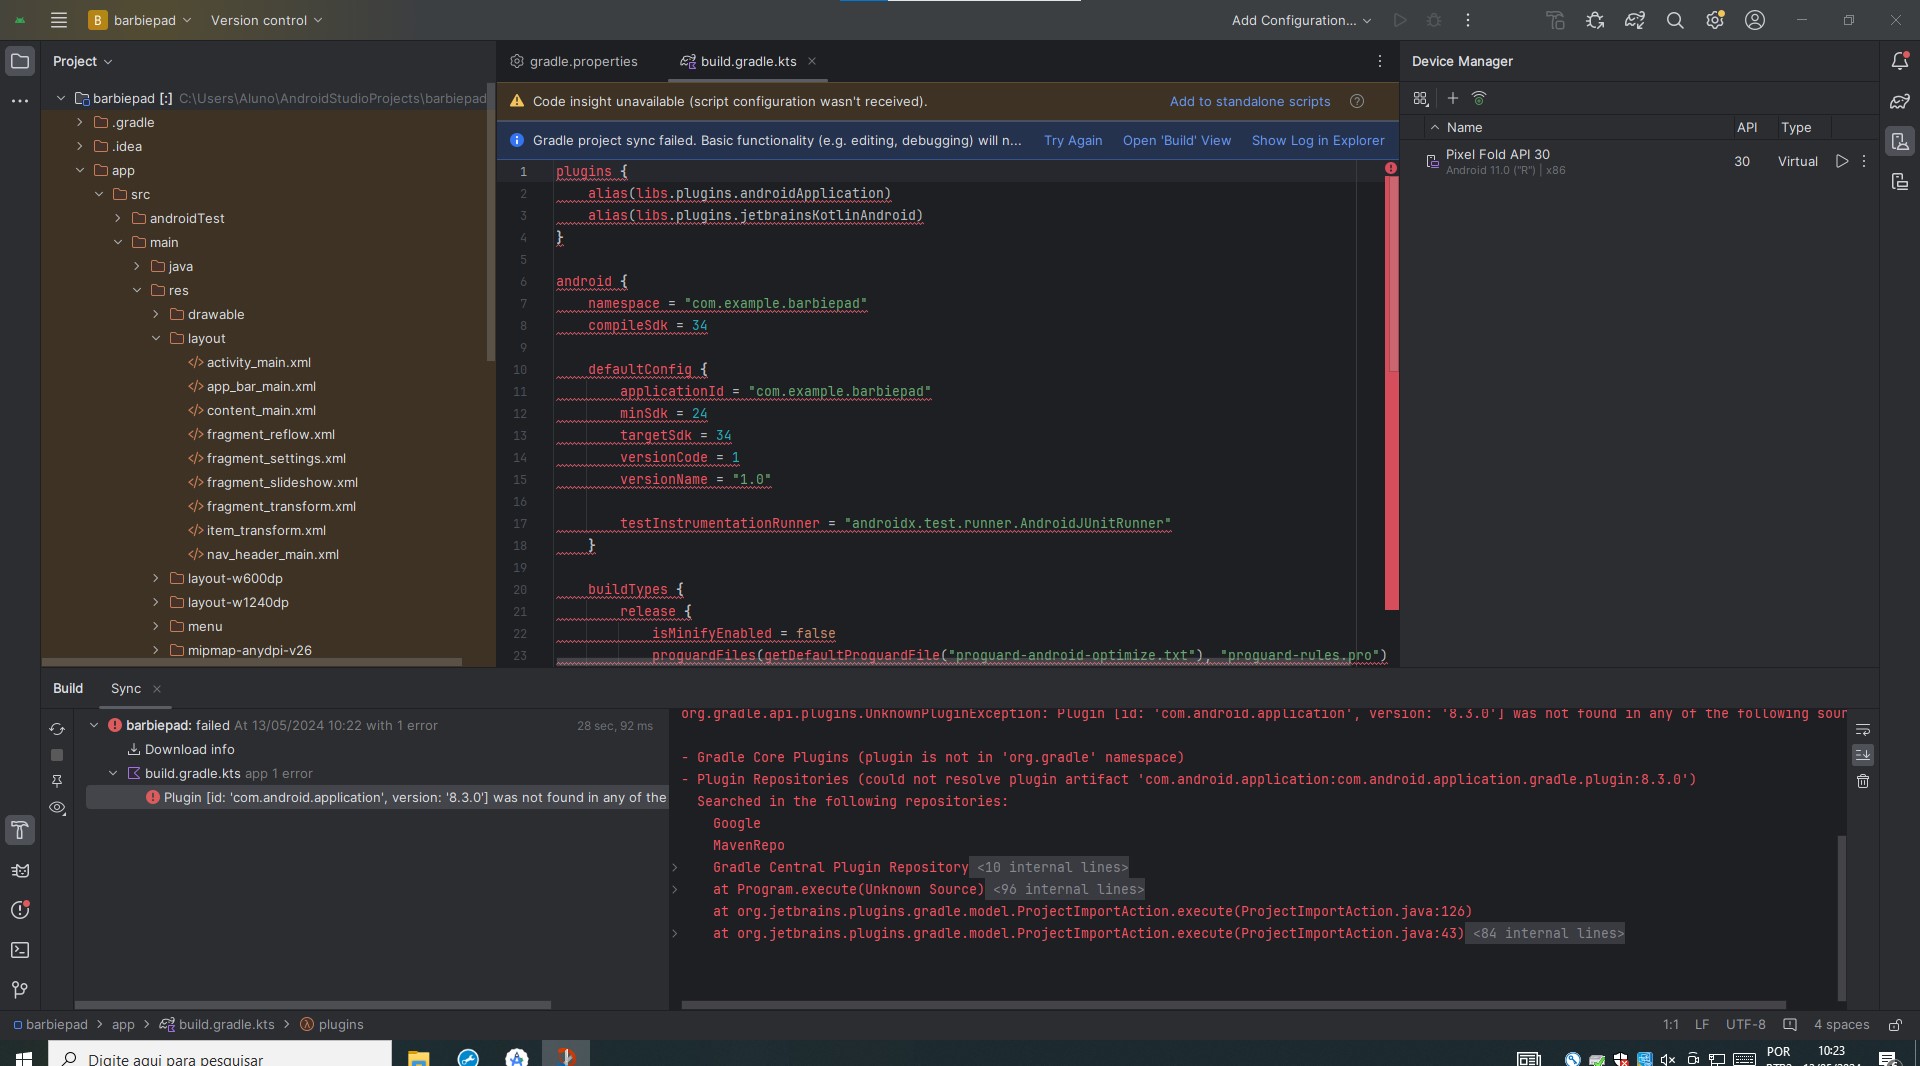 B barbiepad Version control Add Configuration...
Project
barbiepad [:] C:\Users\Aluno\AndroidStudioProjects\barbiepad
.gradle
.idea
app
src
androidTest
main
java
res
drawable
layout
activity_main.xml
app_bar_main.xml
content_main.xml
fragment_reflow.xml
fragment_settings.xml
fragment_slideshow.xml
fragment_transform.xml
item_transform.xml
nav_header_main.xml
layout-w600dp
layout-w1240dp
menu
mipmap-anydpi-v26
gradle.properties build.gradle.kts
Code insight unavailable (script configuration wasn't received). Add to standalone scripts
Gradle project sync failed. Basic functionality (e.g. editing, debugging) will n... Try Again Open 'Build' View Show Log in Explorer
1 plugins {
2 alias(libs.plugins.androidApplication)
3 alias(libs.plugins.jetbrainsKotlinAndroid)
4 }
5
6 android {
7 namespace = "com.example.barbiepad"
8 compileSdk = 34
9
10 defaultConfig {
11 applicationId = "com.example.barbiepad"
12 minSdk = 24
13 targetSdk = 34
14 versionCode = 1
15 versionName = "1.0"
16
17 testInstrumentationRunner = "androidx.test.runner.AndroidJUnitRunner"
18 }
19
20 buildTypes {
21 release {
22 isMinifyEnabled = false
23 proguardFiles(getDefaultProguardFile("proguard-android-optimize.txt"), "proguard-rules.pro")
Device Manager
Name API Type
Pixel Fold API 30 30 Virtual
Android 11.0 ("R") | x86
Build Sync
barbiepad: failed At 13/05/2024 10:22 with 1 error 28 sec, 92 ms
Download info
build.gradle.kts app 1 error
Plugin [id: 'com.android.application', version: '8.3.0'] was not found in any of the
org.gradle.api.plugins.UnknownPluginException: Plugin [id: 'com.android.application', version: '8.3.0'] was not found in any of the following sour
- Gradle Core Plugins (plugin is not in 'org.gradle' namespace)
- Plugin Repositories (could not resolve plugin artifact 'com.android.application:com.android.application.gradle.plugin:8.3.0')
Searched in the following repositories:
Google
MavenRepo
Gradle Central Plugin Repository <10 internal lines>
at Program.execute(Unknown Source) <96 internal lines>
at org.jetbrains.plugins.gradle.model.ProjectImportAction.execute(ProjectImportAction.java:126)
at org.jetbrains.plugins.gradle.model.ProjectImportAction.execute(ProjectImportAction.java:43) <84 internal lines>
barbiepad > app > build.gradle.kts > plugins 1:1 LF UTF-8 4 spaces
Digite aqui para pesquisar POR 10:23